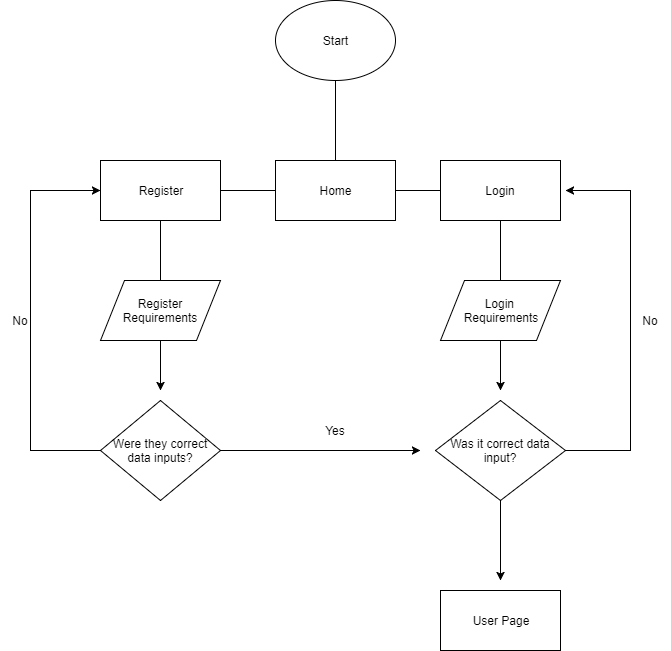 Start
Register
Home
Login
Register
Requirements
Login
Requirements
No
No
Yes
Were they correct
data inputs?
Was it correct data
input?
User Page